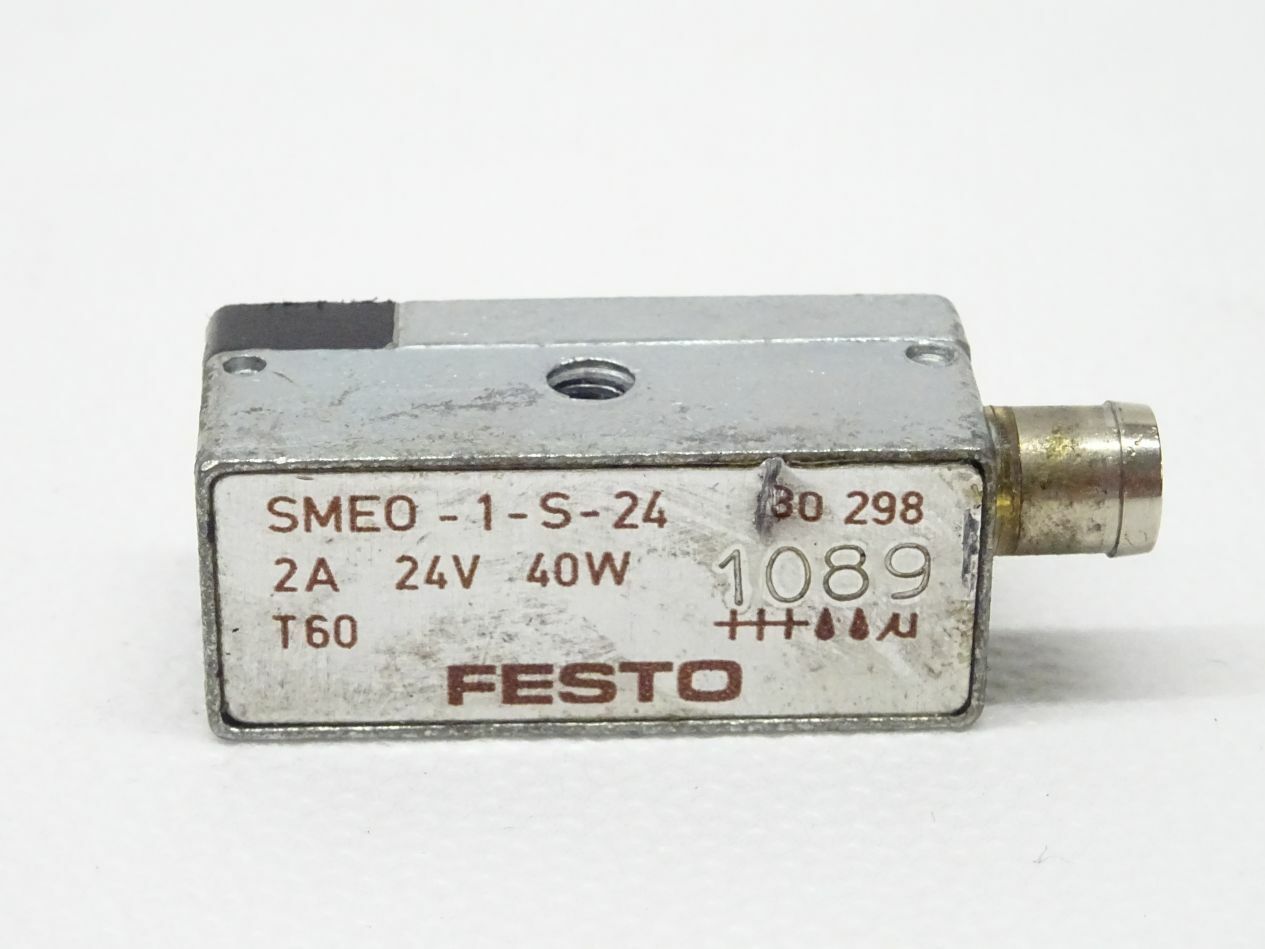 SMEO-1-S-24 30 298
2A 24V 40W 1089
T60
FESTO